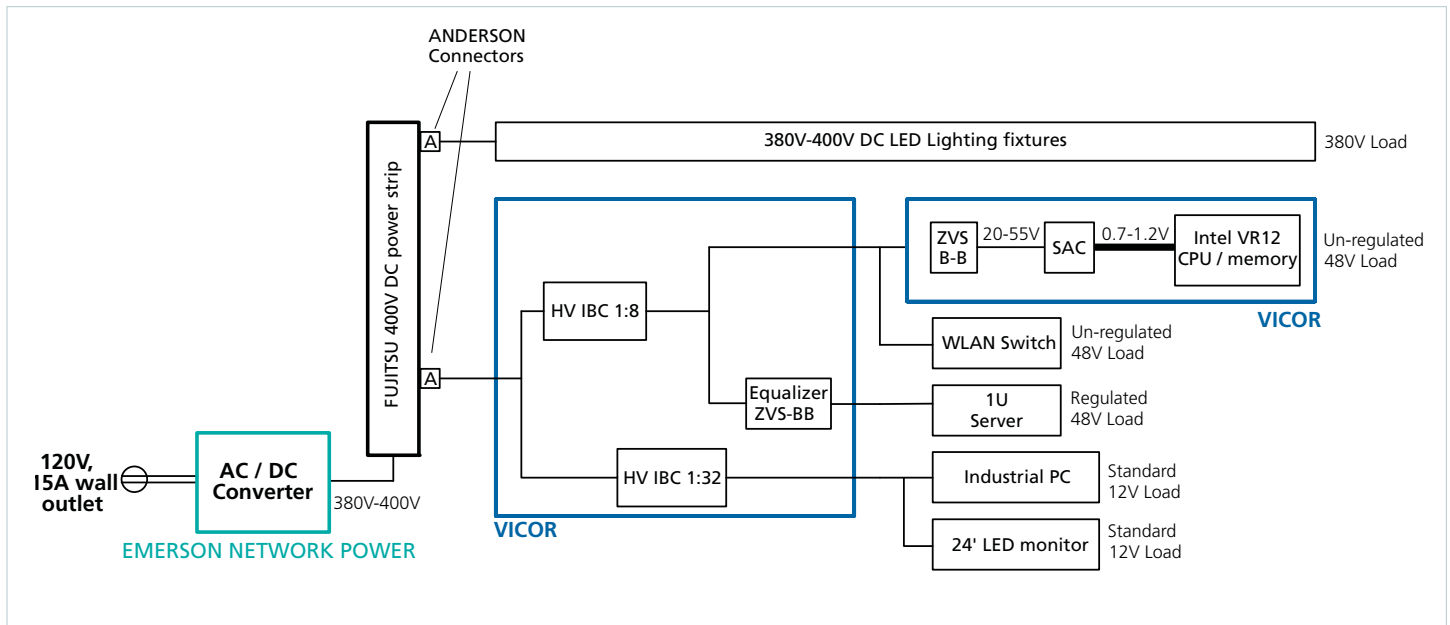 ANDERSON
Connectors
A
380V-400V DC LED Lighting fixtures
380V Load
FUJITSU 400V DC power strip
ZVS
B-B
20-55V
SAC
0.7-1.2V
Intel VR12
CPU / memory
Un-regulated
48V Load
VICOR
HV IBC 1:8
WLAN Switch
Un-regulated
48V Load
A
Equalizer
ZVS-BB
1U
Server
Regulated
48V Load
HV IBC 1:32
Industrial PC
Standard
12V Load
24' LED monitor
Standard
12V Load
VICOR
120V,
15A wall
outlet
AC / DC
Converter
380V-400V
EMERSON NETWORK POWER